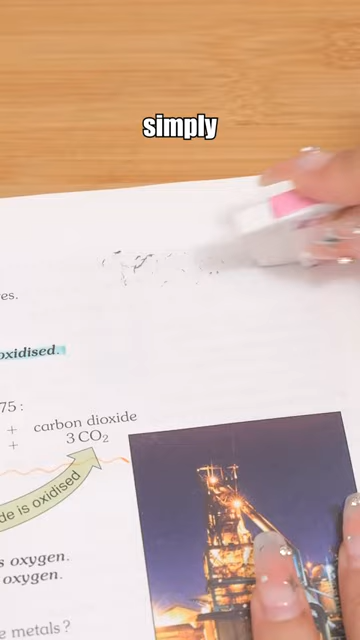 simply
es.
oxidised.
75 :
+ carbon dioxide
+ 3 CO₂
de is oxidised
s oxygen.
oxygen.
e metals ?